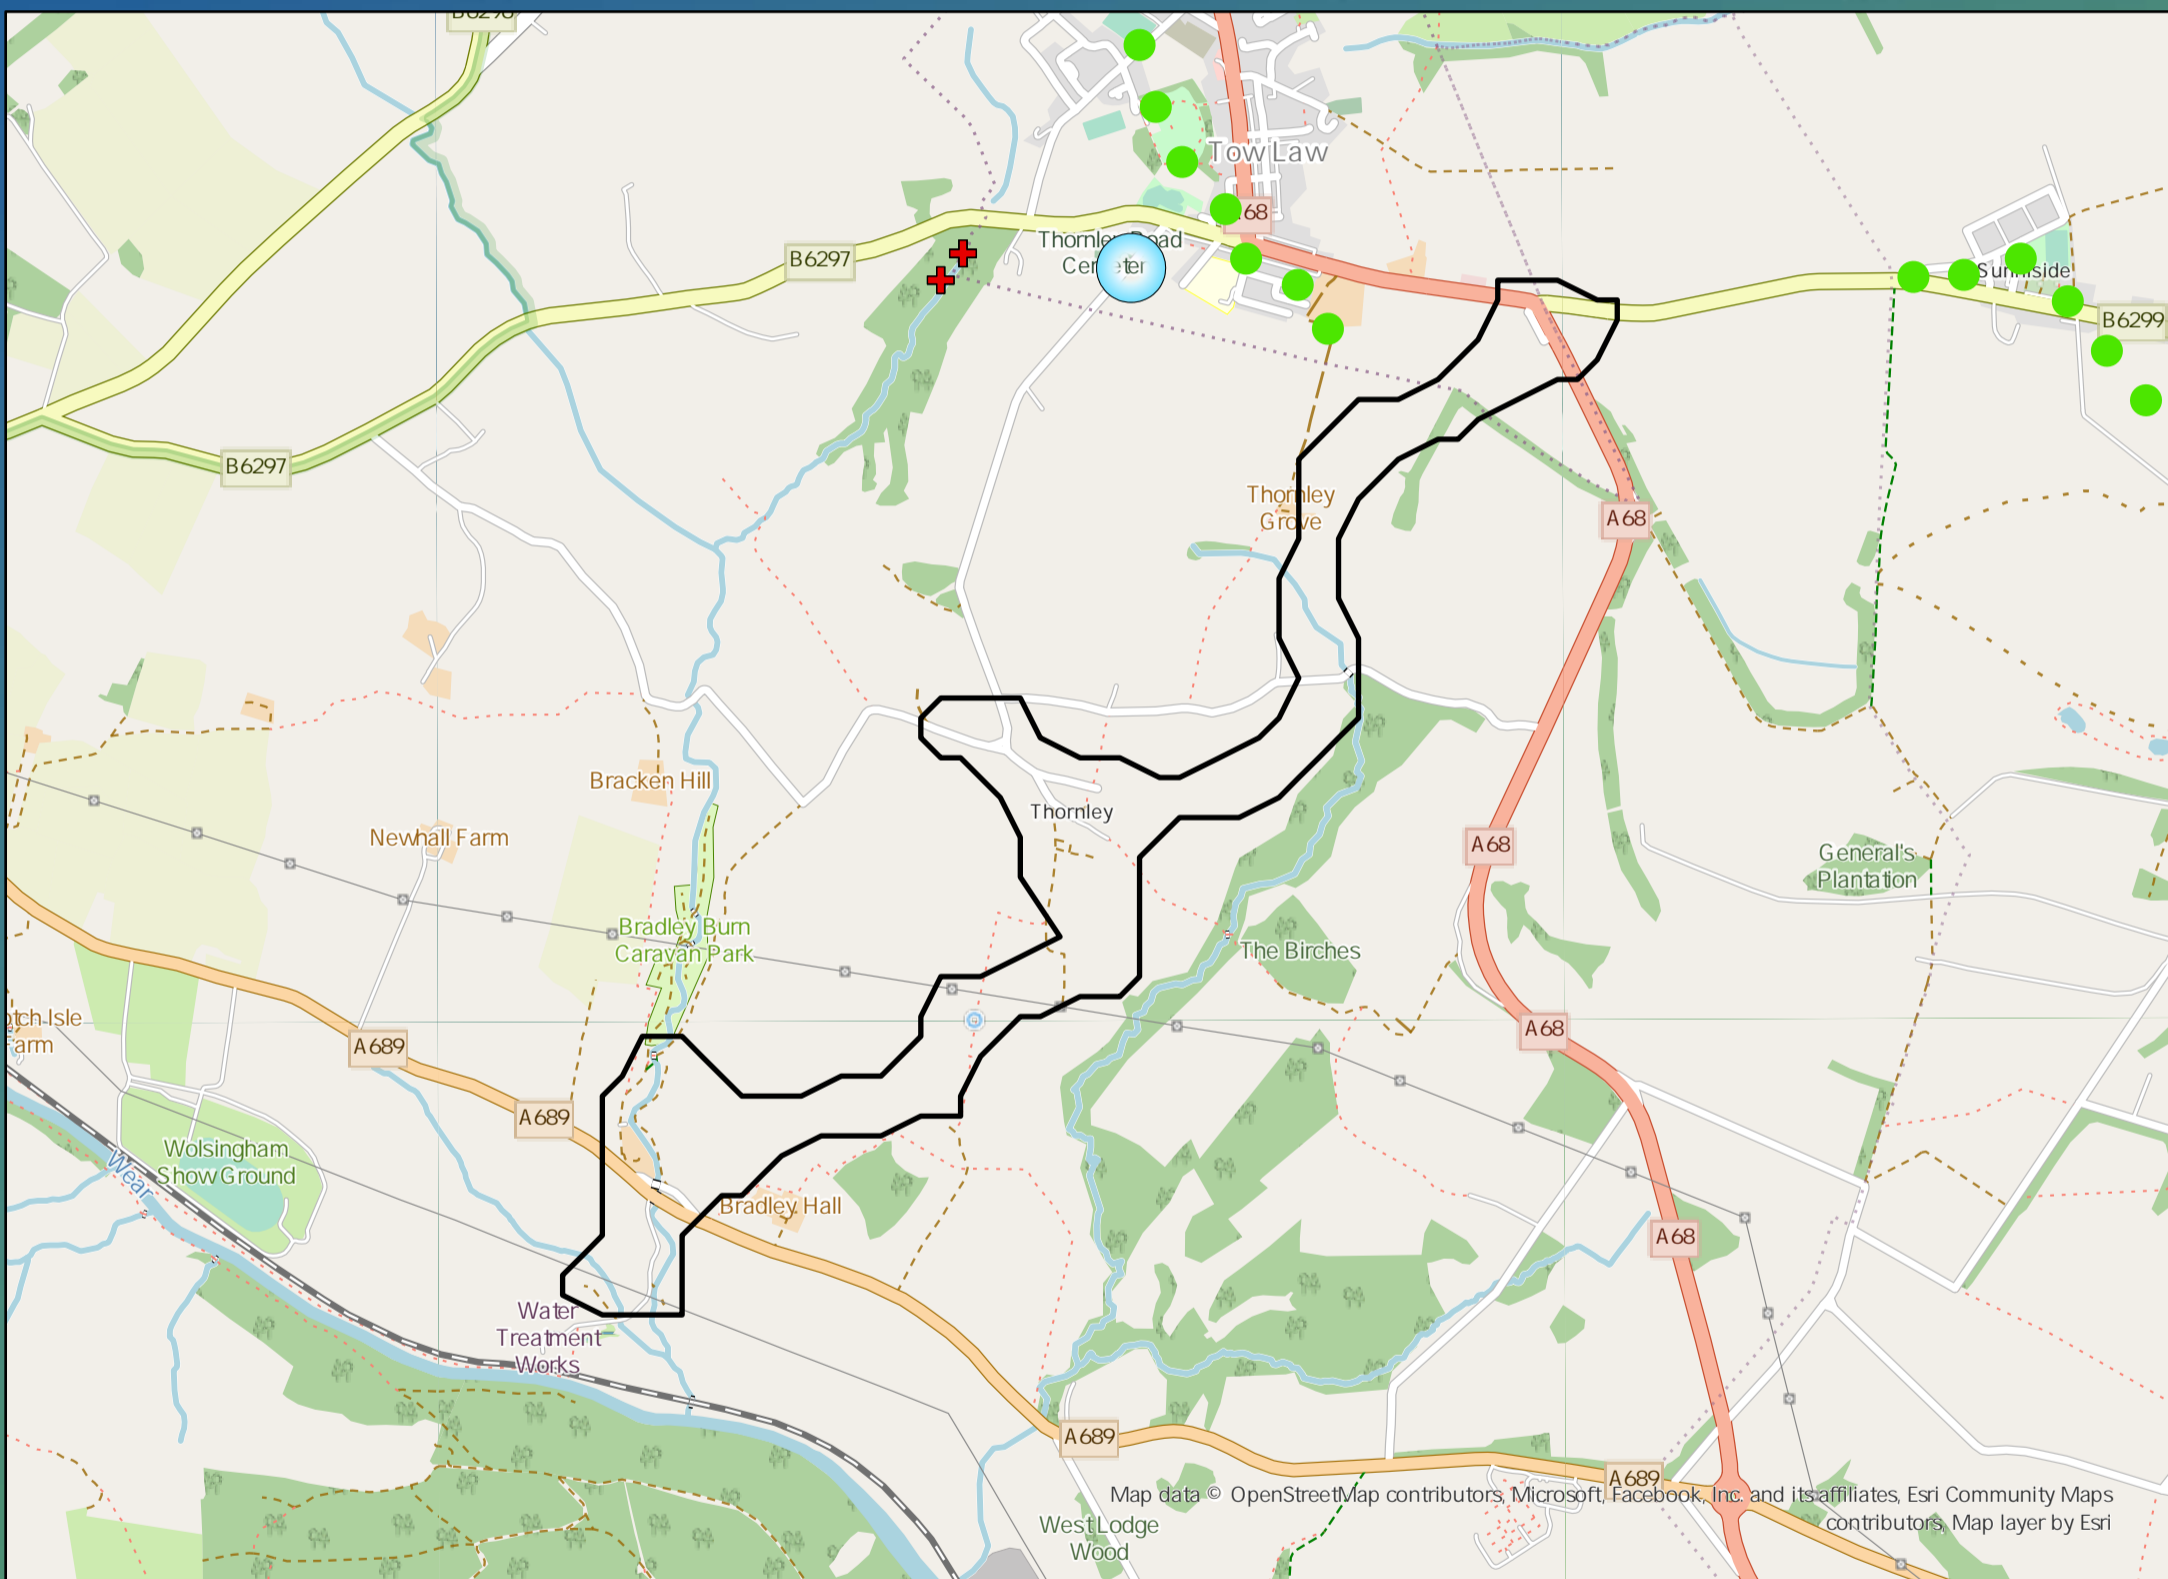 Tow Law
A68
Thornley Road
B6297
Sunniside
B6299
B6297
Thornley
Grove
A68
Bracken Hill
Thornley
Newhall Farm
A68
General's
Plantation
Bradley Burn
Caravan Park
The Birches
A689
A68
A689
Wolsingham
Show Ground
Wear
Bradley Hall
A68
Water
Treatment
Works
A689
A689
Map data © OpenStreetMap contributors, Microsoft, Facebook, Inc. and its affiliates, Esri Community Maps
contributors, Map layer by Esri
West Lodge
Wood